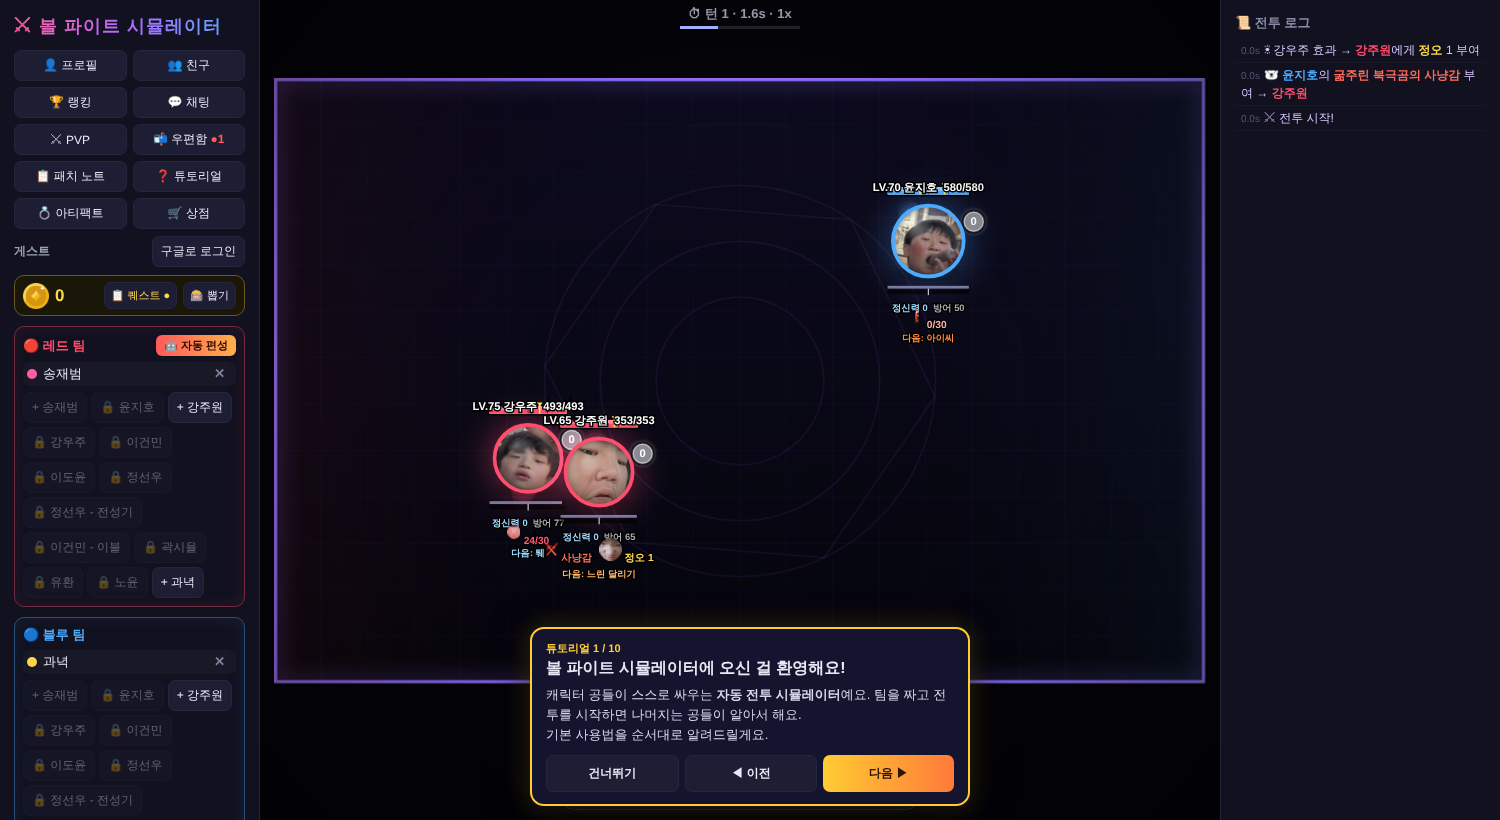 ⚔ 볼 파이트 시뮬레이터
👤 프로필
👥 친구
🏆 랭킹
💬 채팅
⚔ PVP
📬 우편함 ●1
📋 패치 노트
❓ 튜토리얼
💍 아티팩트
🛒 상점
게스트
구글로 로그인
0
📋 퀘스트 ●
🎰 뽑기
🔴 레드 팀
🤖 자동 편성
송재범 ✕
+ 송재범
🔒 윤지호
+ 강주원
🔒 강우주
🔒 이건민
🔒 이도윤
🔒 정선우
🔒 정선우 - 전성기
🔒 이건민 - 이불
🔒 곽시율
🔒 유환
🔒 노윤
+ 과녁
🔵 블루 팀
과녁 ✕
+ 송재범
🔒 윤지호
+ 강주원
🔒 강우주
🔒 이건민
🔒 이도윤
🔒 정선우
🔒 정선우 - 전성기
⏱ 턴 1 · 1.6s · 1x
LV.70 윤지호 580/580
0
정신력 0 방어 50
0/30
다음: 아이씨
LV.75 강우주 493/493
0
정신력 0 방어 77
24/30
다음: 퉤
LV.65 강주원 353/353
0
정신력 0 방어 65
사냥감
정오 1
다음: 느린 달리기
튜토리얼 1 / 10
볼 파이트 시뮬레이터에 오신 걸 환영해요!
캐릭터 공들이 스스로 싸우는 자동 전투 시뮬레이터예요. 팀을 짜고 전
투를 시작하면 나머지는 공들이 알아서 해요.
기본 사용법을 순서대로 알려드릴게요.
건너뛰기
◀ 이전
다음 ▶
📜 전투 로그
0.0s ☀강우주 효과 → 강주원에게 정오 1 부여
0.0s 🐻‍❄️ 윤지호의 굶주린 북극곰의 사냥감 부
여 → 강주원
0.0s ⚔ 전투 시작!